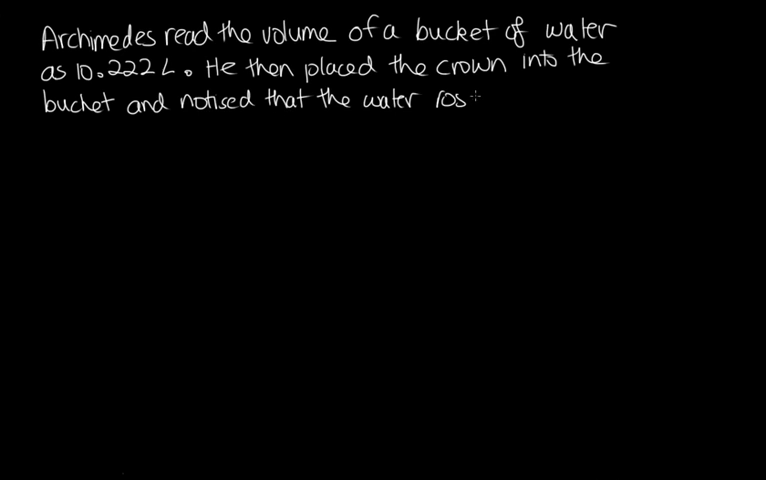 Archimedes read the volume of a bucket of water
as 10.222 L. He then placed the crown into the
bucket and notised that the water ros